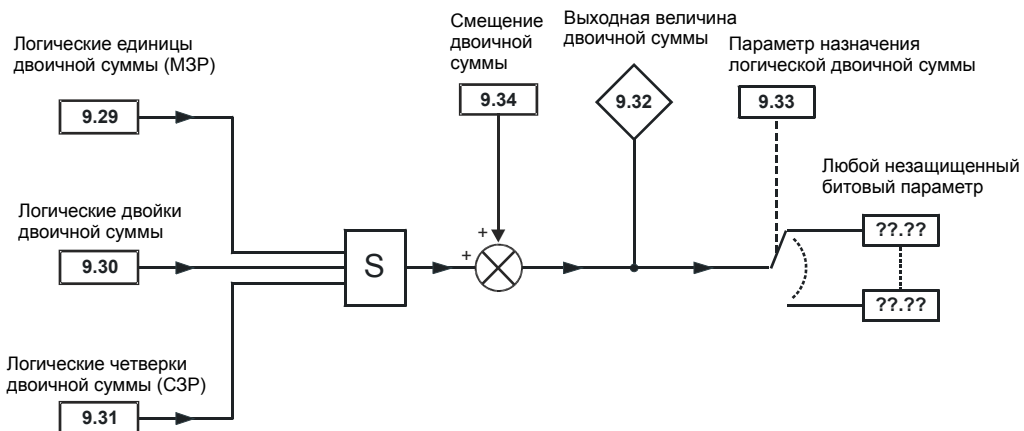 Логические единицы
двоичной суммы (МЗР)
9.29
Логические двойки
двоичной суммы
9.30
Логические четверки
двоичной суммы (СЗР)
9.31
S
Смещение
двоичной
суммы
9.34
+
+
Выходная величина
двоичной суммы
9.32
Параметр назначения
логической двоичной суммы
9.33
Любой незащищенный
битовый параметр
??.??
??.??